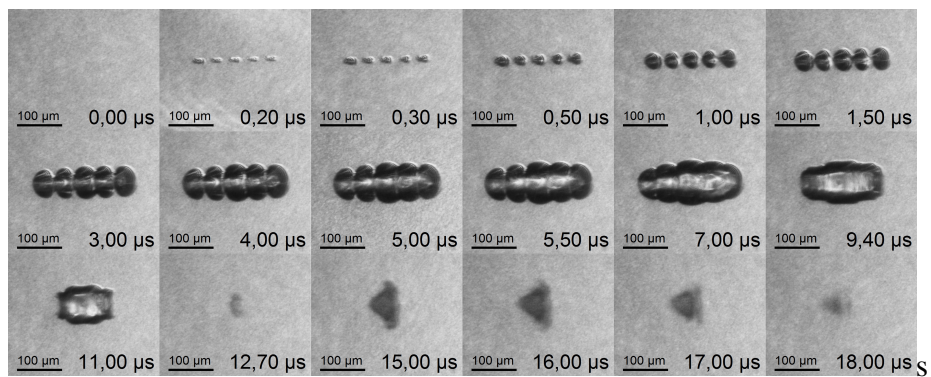 100 µm 0,00 µs
100 µm 0,20 µs
100 µm 0,30 µs
100 µm 0,50 µs
100 µm 1,00 µs
100 µm 1,50 µs
100 µm 3,00 µs
100 µm 4,00 µs
100 µm 5,00 µs
100 µm 5,50 µs
100 µm 7,00 µs
100 µm 9,40 µs
100 µm 11,00 µs
100 µm 12,70 µs
100 µm 15,00 µs
100 µm 16,00 µs
100 µm 17,00 µs
100 µm 18,00 µs
s